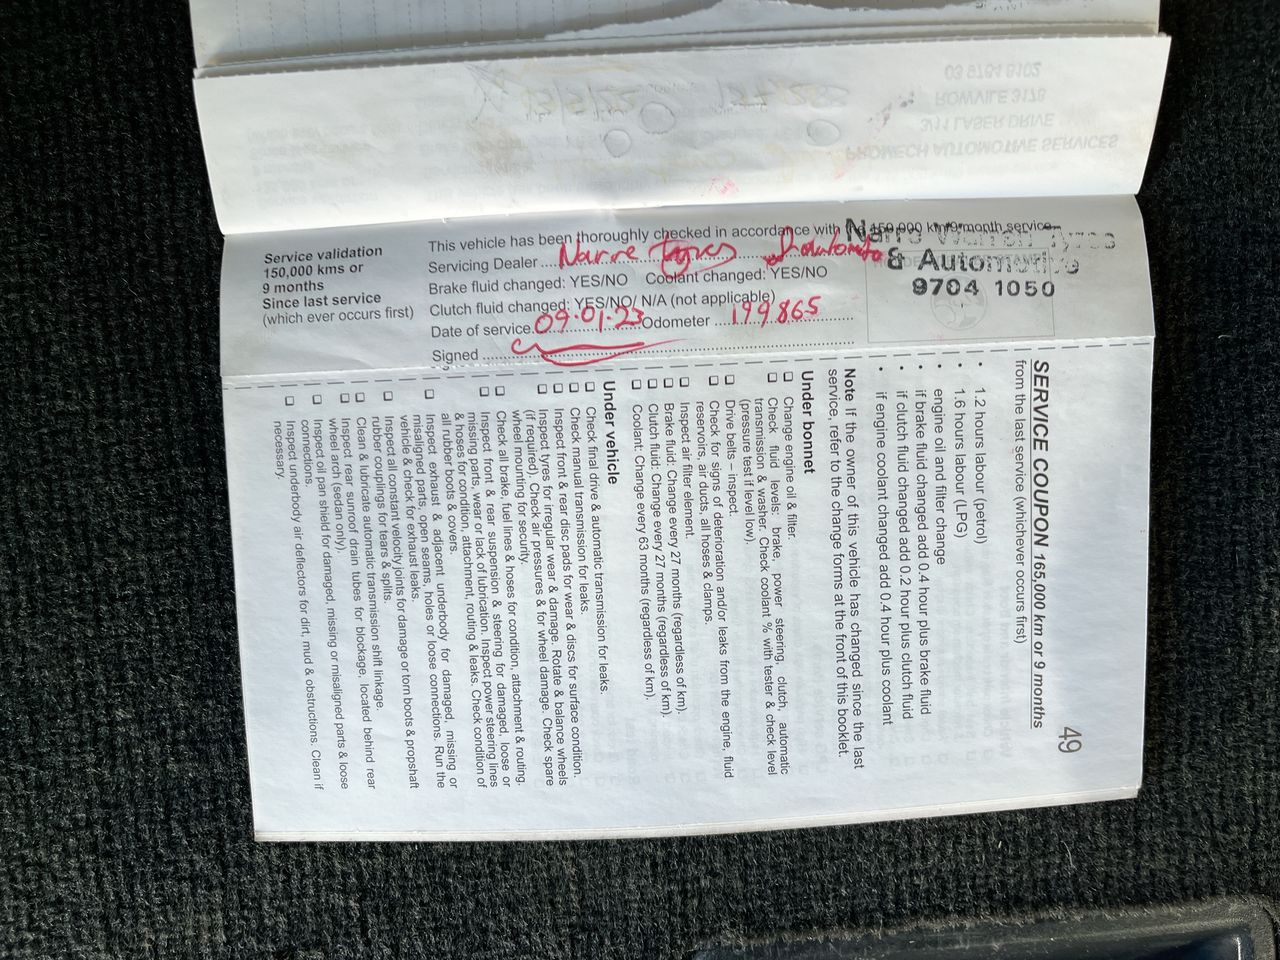 03 9764 8102
ROWVILE 3178
3/11 LASER DRIVE
PROMECH AUTOMOTIVE SERVICES
Service validation
150,000 kms or
9 months
Since last service
(which ever occurs first)
This vehicle has been thoroughly checked in accordance with the 150,000 km/9 month service.
Servicing Dealer Narre Tyres & automoto
Brake fluid changed: YES/NO Coolant changed: YES/NO
Clutch fluid changed: YES/NO/ N/A (not applicable)
Date of service 09.01.23 Odometer 199865
Signed
Narre Warren Tyres
& Automotive
9704 1050
49
SERVICE COUPON 165,000 km or 9 months
from the last service (whichever occurs first)
• 1.2 hours labour (petrol)
• 1.6 hours labour (LPG)
• engine oil and filter change
• if brake fluid changed add 0.4 hour plus brake fluid
• if clutch fluid changed add 0.2 hour plus clutch fluid
• if engine coolant changed add 0.4 hour plus coolant
Note If the owner of this vehicle has changed since the last
service, refer to the change forms at the front of this booklet.
Under bonnet
□ Change engine oil & filter.
□ Check fluid levels: brake, power steering, clutch, automatic
transmission & washer. Check coolant % with tester & check level
(pressure test if level low).
□ Drive belts – inspect.
□ Check for signs of deterioration and/or leaks from the engine, fluid
reservoirs, air ducts, all hoses & clamps.
□ Inspect air filter element.
□ Brake fluid: Change every 27 months (regardless of km).
□ Clutch fluid: Change every 27 months (regardless of km).
□ Coolant: Change every 63 months (regardless of km).
Under vehicle
□ Check final drive & automatic transmission for leaks.
□ Check manual transmission for leaks.
□ Inspect front & rear disc pads for wear & discs for surface condition.
□ Inspect tyres for irregular wear & damage. Rotate & balance wheels
(if required). Check air pressures & for wheel damage. Check spare
wheel mounting for security.
□ Check all brake, fuel lines & hoses for condition, attachment & routing.
□ Inspect front & rear suspension & steering for damaged, loose or
missing parts, wear or lack of lubrication. Inspect power steering lines
& hoses for condition, attachment, routing & leaks. Check condition of
all rubber boots & covers.
□ Inspect exhaust & adjacent underbody for damaged, missing or
misaligned parts, open seams, holes or loose connections. Run the
vehicle & check for exhaust leaks.
□ Inspect all constant velocity joints for damage or torn boots & propshaft
rubber couplings for tears & splits.
□ Clean & lubricate automatic transmission shift linkage.
□ Inspect rear sunroof drain tubes for blockage, located behind rear
wheel arch (sedan only).
□ Inspect oil pan shield for damaged, missing or misaligned parts & loose
connections.
□ Inspect underbody air deflectors for dirt, mud & obstructions. Clean if
necessary.